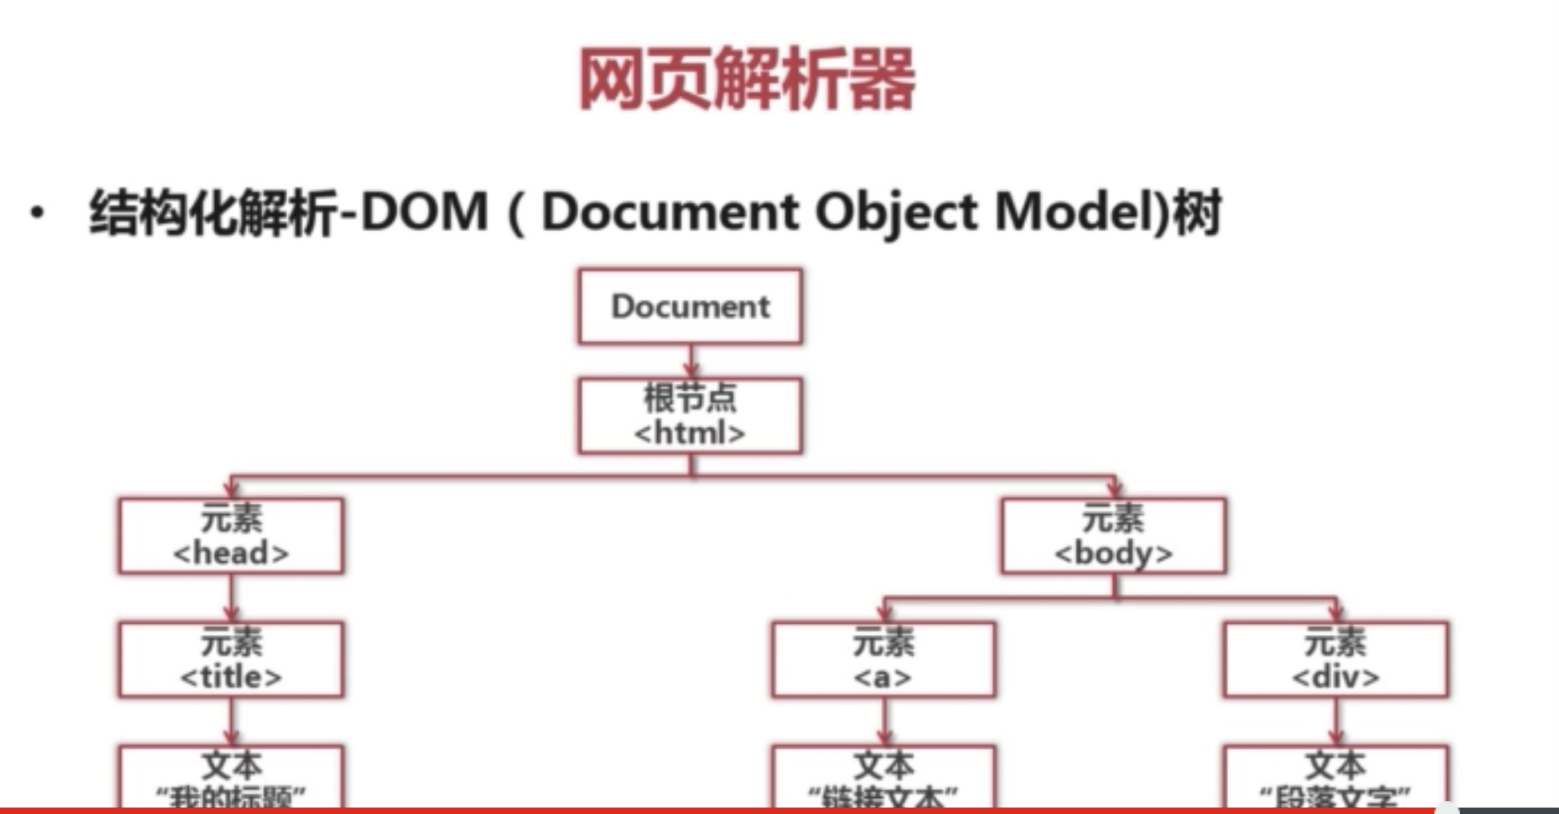 网页解析器
• 结构化解析-DOM（Document Object Model)树
Document
根节点
<html>
元素
<head>
元素
<body>
元素
<title>
元素
<a>
元素
<div>
文本
“我的标题”
文本
“链接文本”
文本
“段落文字”